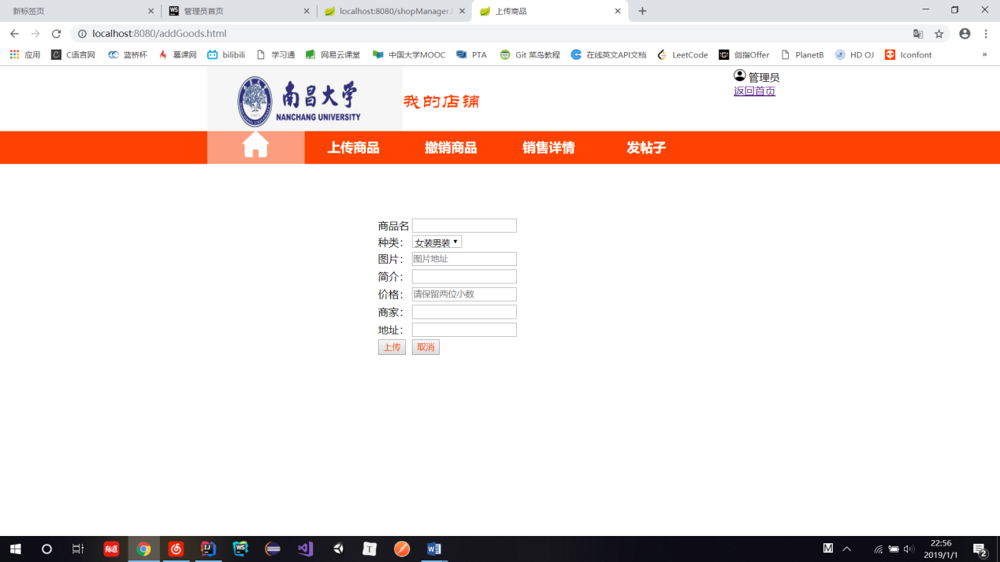 新标签页
管理员首页
localhost:8080/shopManager.h
上传商品
localhost:8080/addGoods.html
应用 C语言网 蓝桥杯 慕课网 bilibili 学习通 网易云课堂 中国大学MOOC PTA Git 菜鸟教程 在线英文API文档 LeetCode 剑指Offer PlanetB HD OJ Iconfont »
南昌大学
NANCHANG UNIVERSITY
我的店铺
管理员
返回首页
上传商品 撤销商品 销售详情 发帖子
商品名
种类: 女装男装
图片: 图片地址
简介:
价格: 请保留两位小数
商家:
地址:
上传 取消
有道
22:56
2019/1/1
2